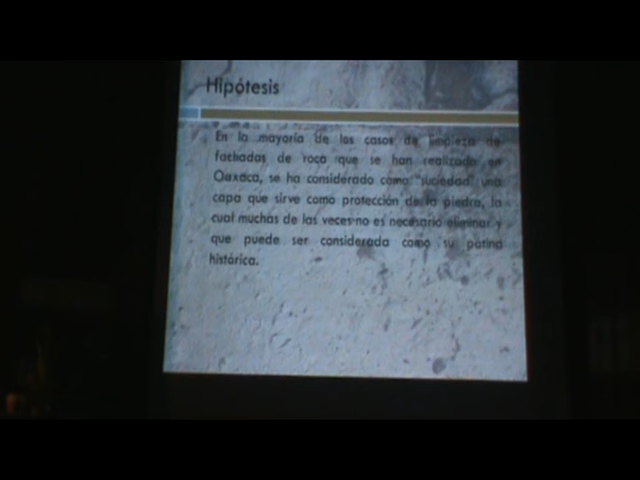 Hipótesis
En la mayoría de los casos de limpieza de
fachadas de roca que se han realizado en
Oaxaca, se ha considerado como "suciedad" una
capa que sirve como protección de la piedra, la
cual muchas de las veces no es necesario eliminar y
que puede ser considerada como su pátina
histórica.